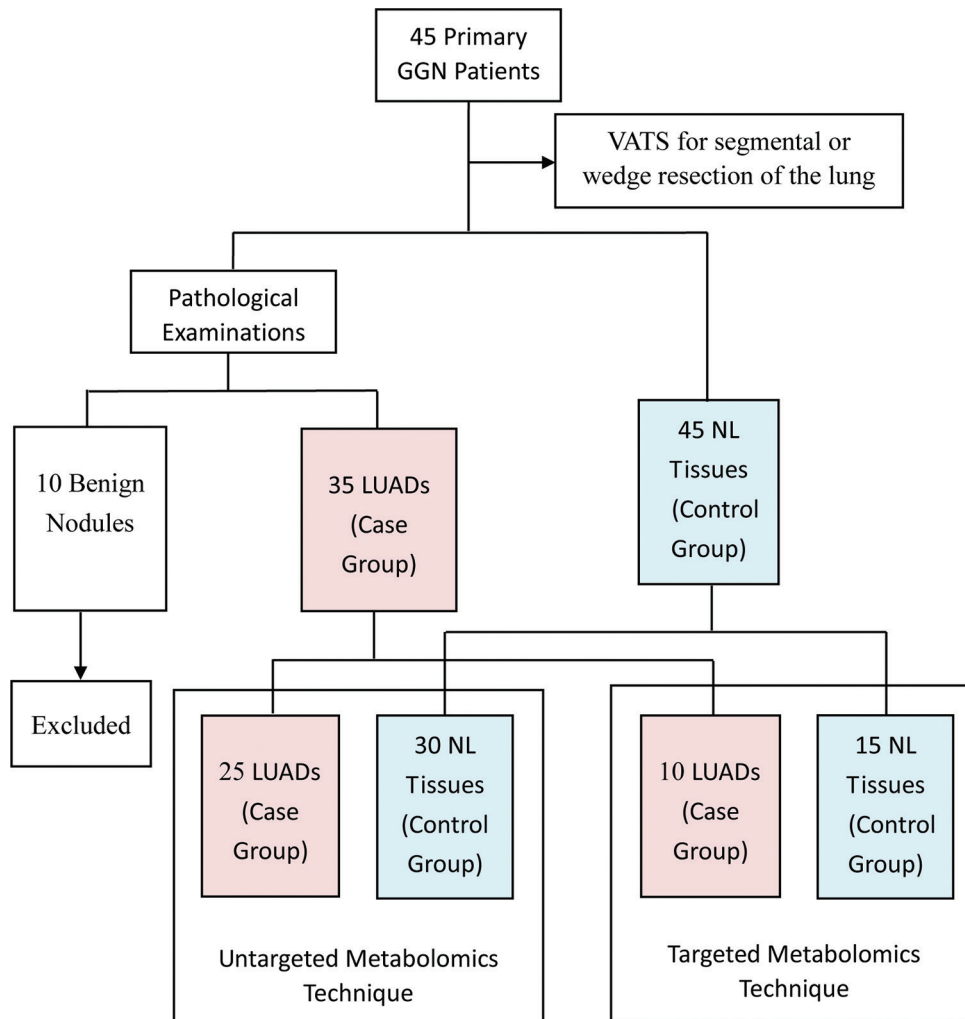 45 Primary
GGN Patients
VATS for segmental or
wedge resection of the lung
Pathological
Examinations
10 Benign
Nodules
35 LUADs
(Case
Group)
45 NL
Tissues
(Control
Group)
Excluded
25 LUADs
(Case
Group)
30 NL
Tissues
(Control
Group)
10 LUADs
(Case
Group)
15 NL
Tissues
(Control
Group)
Untargeted Metabolomics
Technique
Targeted Metabolomics
Technique